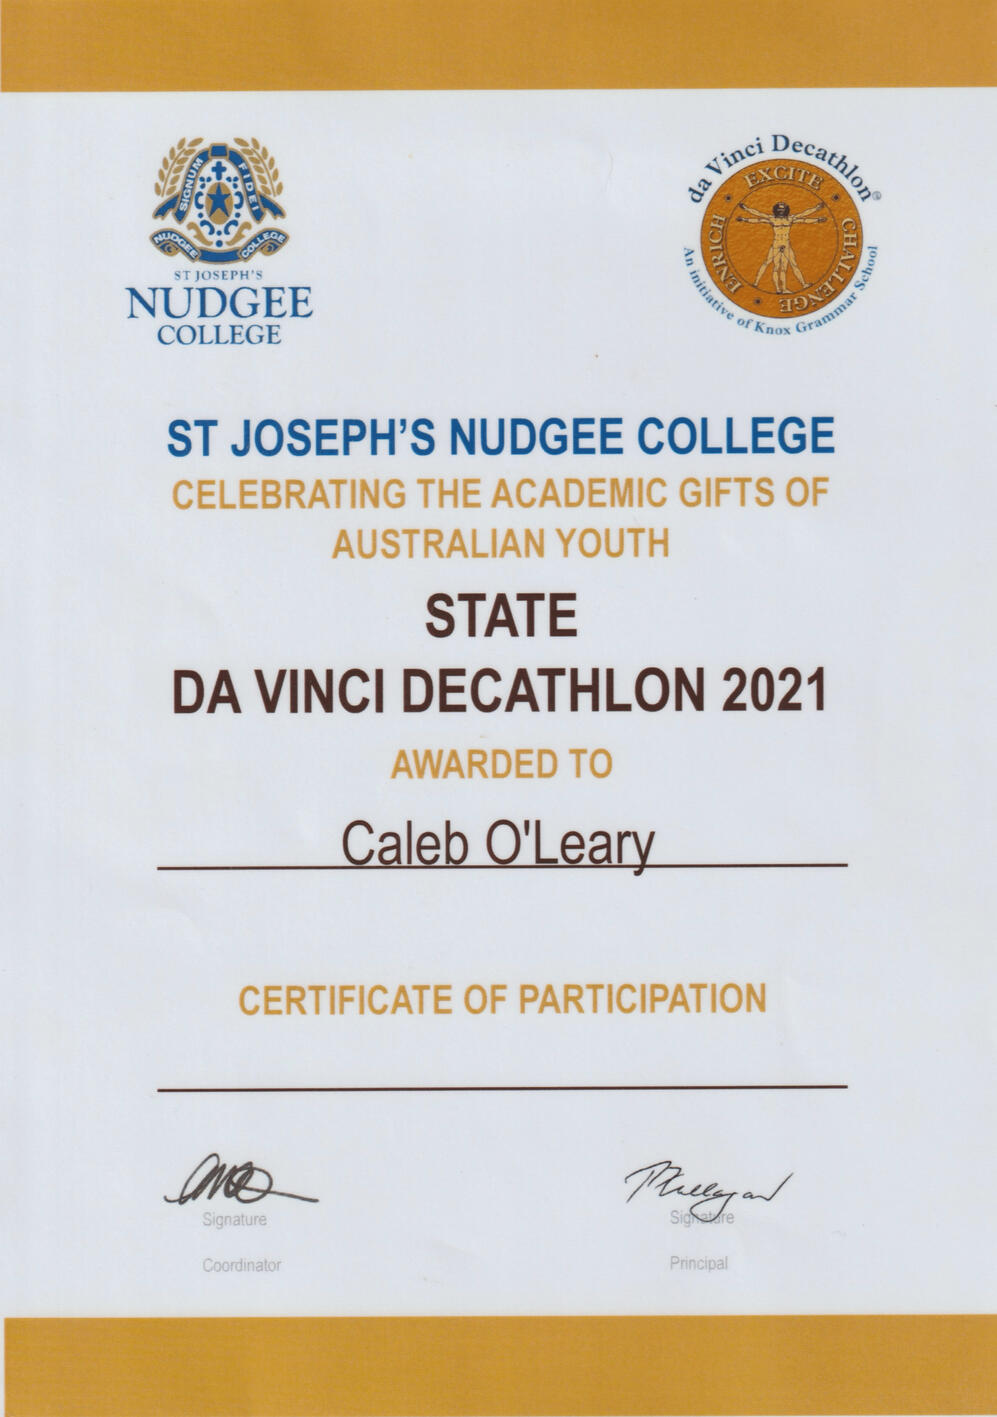 SIGNUM FIDEI
NUDGEE COLLEGE
ST JOSEPH'S
NUDGEE
COLLEGE
da Vinci Decathlon®
EXCITE
ENRICH
CHALLENGE
An initiative of Knox Grammar School
ST JOSEPH’S NUDGEE COLLEGE
CELEBRATING THE ACADEMIC GIFTS OF
AUSTRALIAN YOUTH
STATE
DA VINCI DECATHLON 2021
AWARDED TO
Caleb O'Leary
CERTIFICATE OF PARTICIPATION
Signature
Signature
Coordinator
Principal